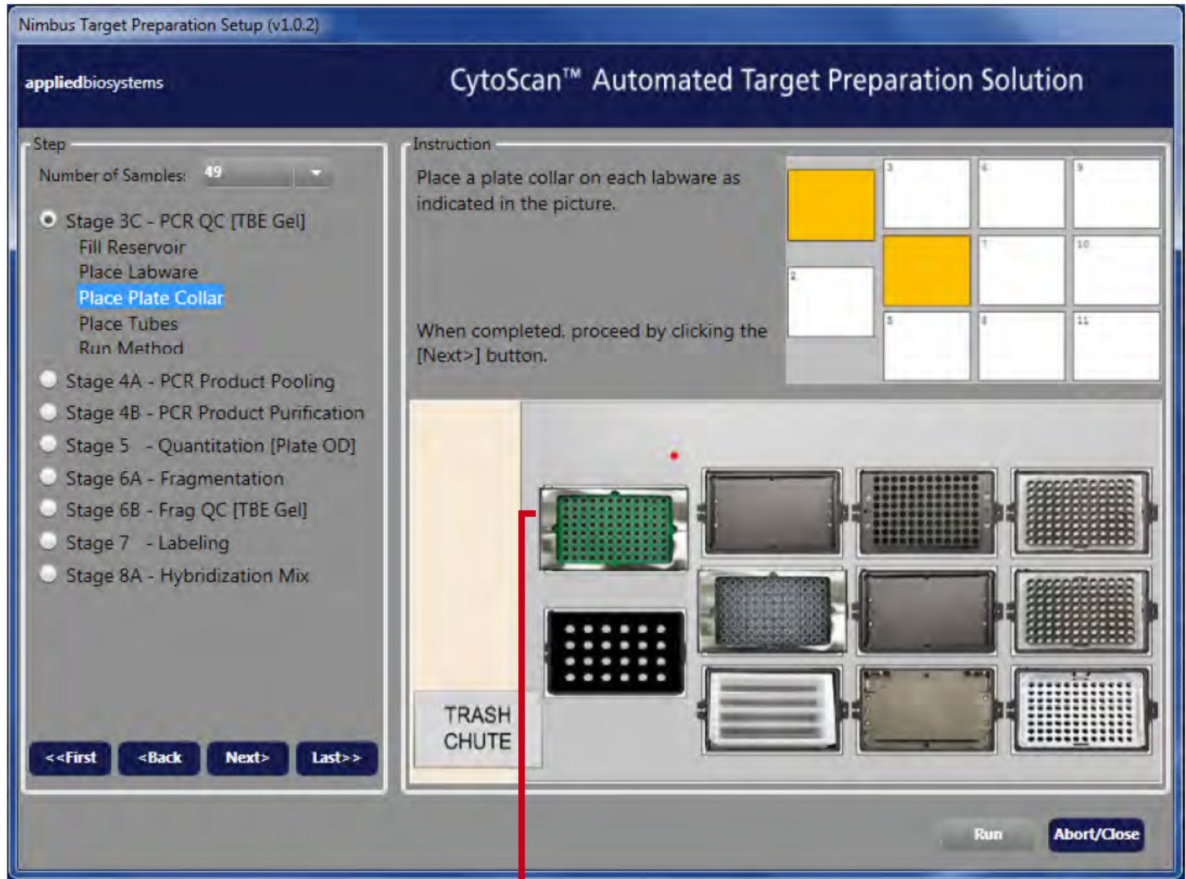 Nimbus Target Preparation Setup (v1.0.2)
appliedbiosystems
CytoScan™ Automated Target Preparation Solution
Step
Number of Samples: 49
Stage 3C - PCR QC [TBE Gel]
Fill Reservoir
Place Labware
Place Plate Collar
Place Tubes
Run Method
Stage 4A - PCR Product Pooling
Stage 4B - PCR Product Purification
Stage 5 - Quantitation [Plate OD]
Stage 6A - Fragmentation
Stage 6B - Frag QC [TBE Gel]
Stage 7 - Labeling
Stage 8A - Hybridization Mix
<<First <Back Next> Last>>
Instruction
Place a plate collar on each labware as
indicated in the picture.
When completed, proceed by clicking the
[Next>] button.
3 6 9
2 7 10
5 8 11
TRASH
CHUTE
Run Abort/Close